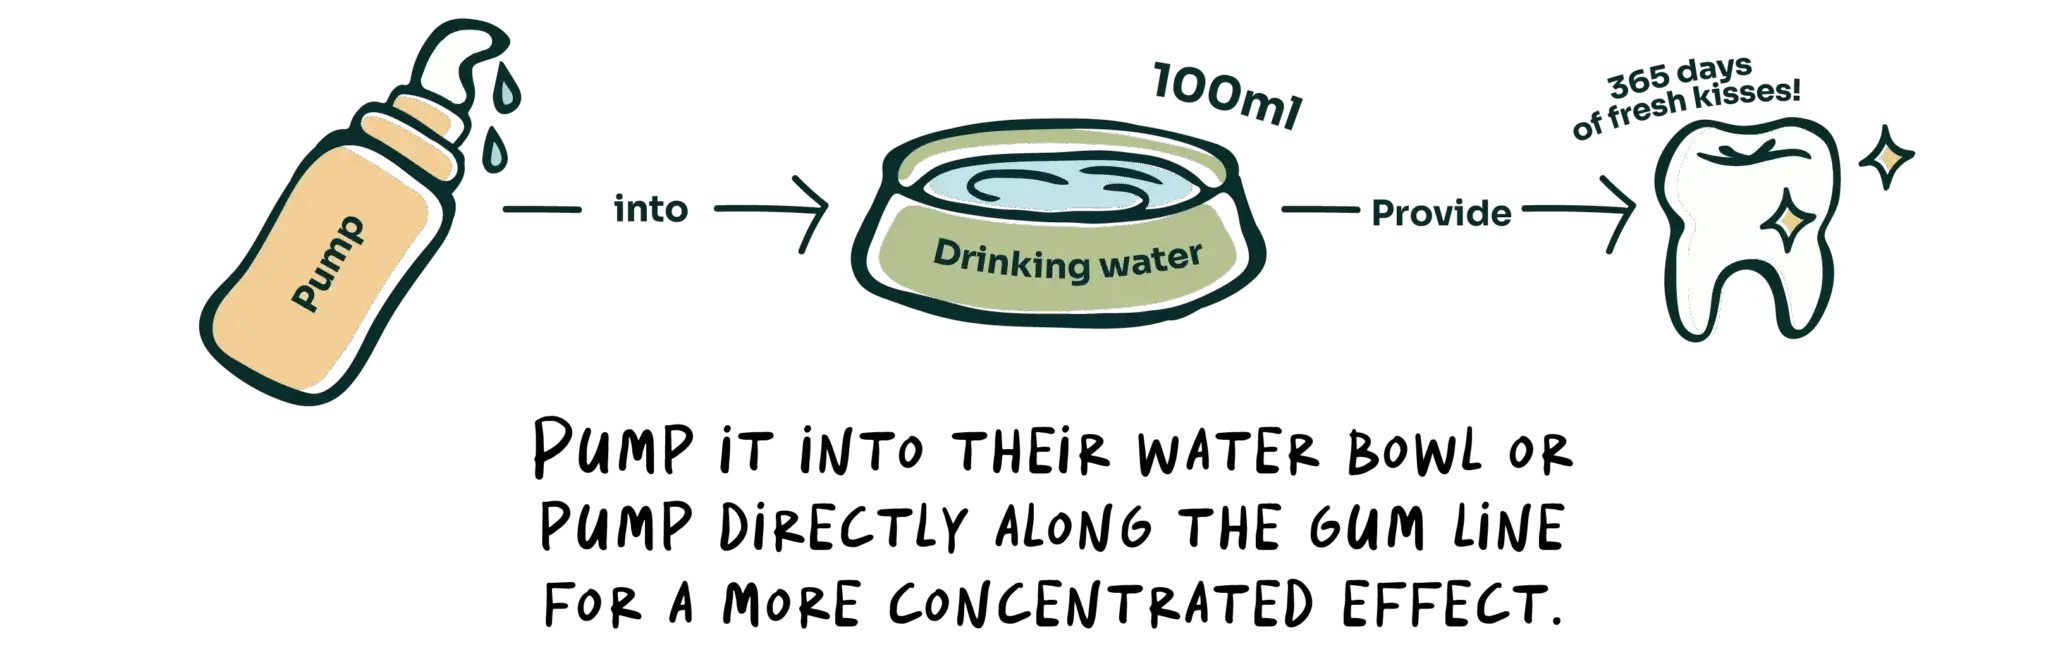 Pump
into
100ml
Drinking water
Provide
365 days
of fresh kisses!
PUMP IT INTO THEIR WATER BOWL OR
PUMP DIRECTLY ALONG THE GUM LINE
FOR A MORE CONCENTRATED EFFECT.